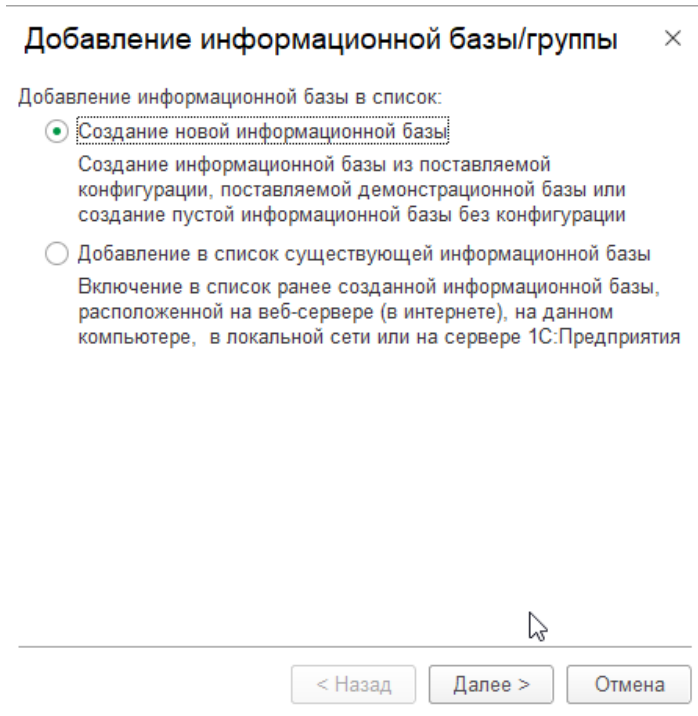 Добавление информационной базы/группы
Добавление информационной базы в список:
Создание новой информационной базы
Создание информационной базы из поставляемой
конфигурации, поставляемой демонстрационной базы или
создание пустой информационной базы без конфигурации
Добавление в список существующей информационной базы
Включение в список ранее созданной информационной базы,
расположенной на веб-сервере (в интернете), на данном
компьютере,  в локальной сети или на сервере 1С:Предприятия
< Назад
Далее >
Отмена